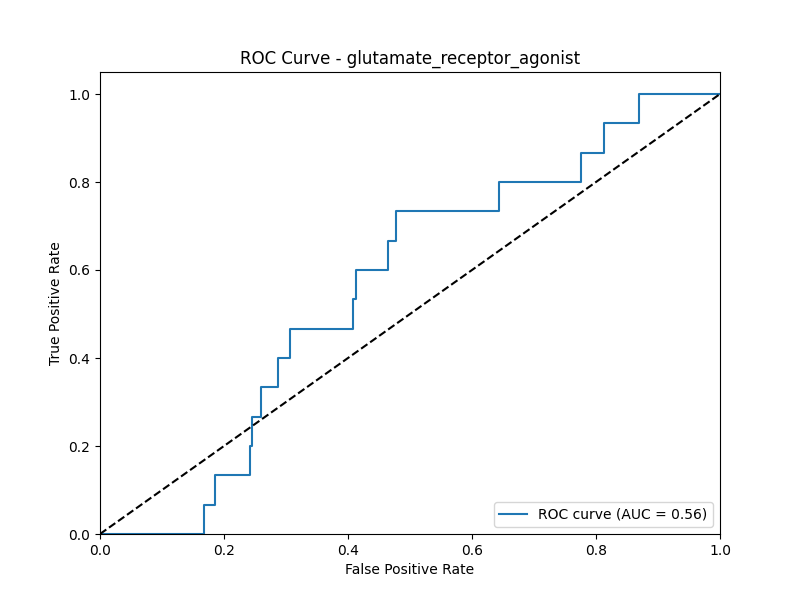 ROC Curve - glutamate_receptor_agonist
True Positive Rate
1.0
0.8
0.6
0.4
0.2
0.0
0.0 0.2 0.4 0.6 0.8 1.0
False Positive Rate
ROC curve (AUC = 0.56)